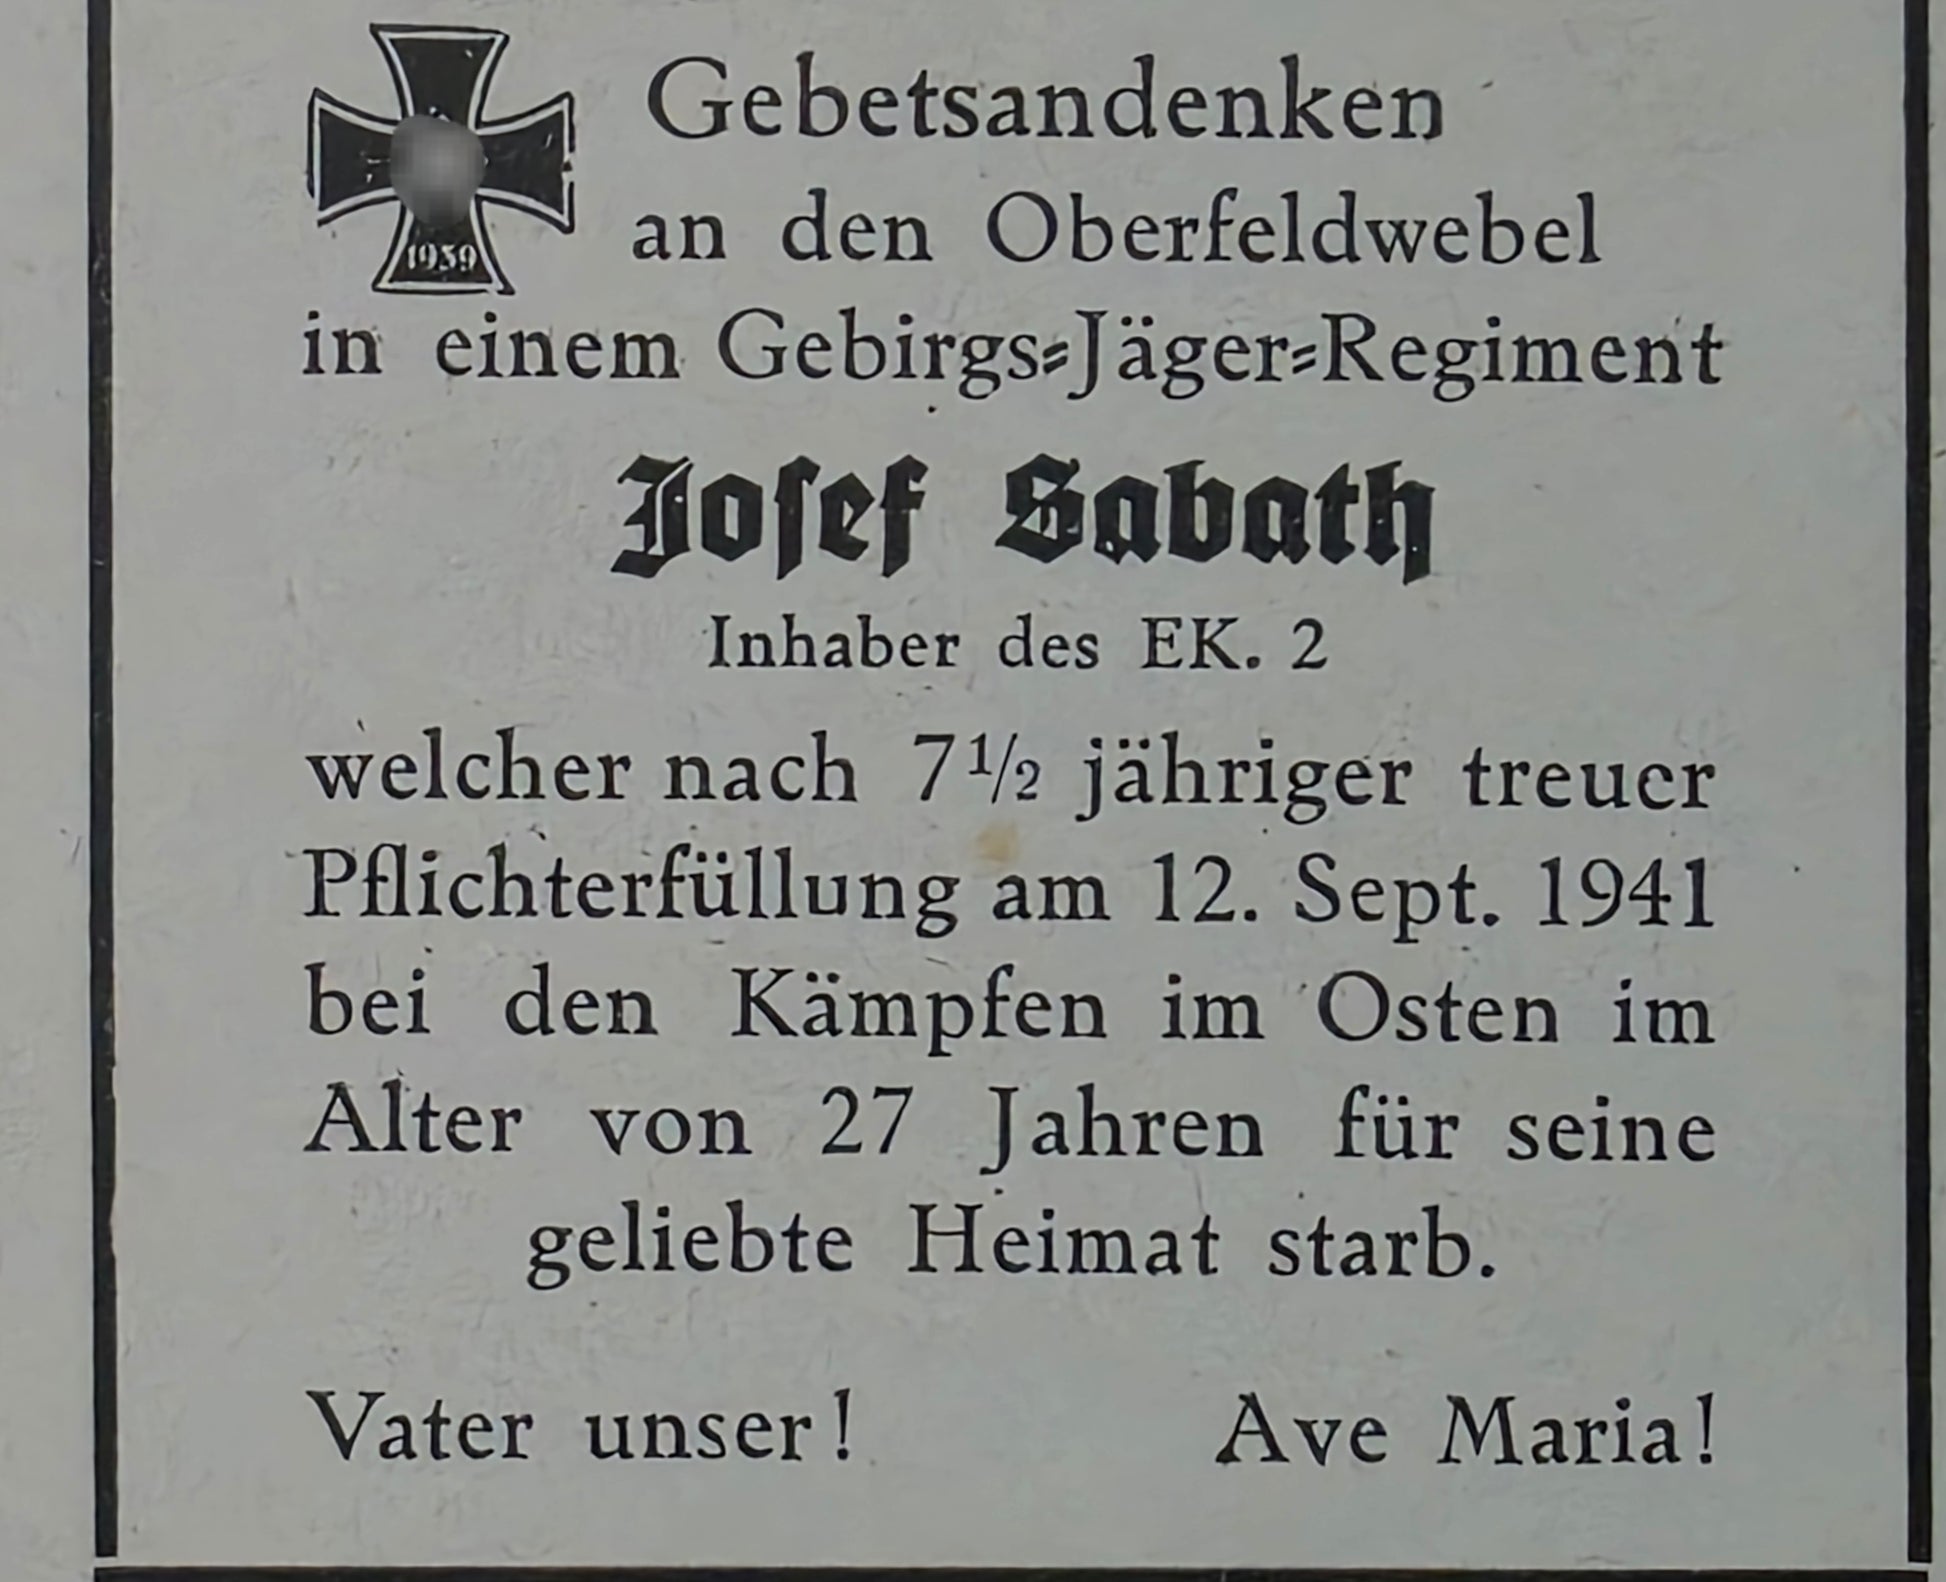 Gebetsandenken
an den Oberfeldwebel
1939
in einem Gebirgs-Jäger-Regiment
Josef Sabath
Inhaber des EK. 2
welcher nach 7½ jähriger treuer
Pflichterfüllung am 12. Sept. 1941
bei den Kämpfen im Osten im
Alter von 27 Jahren für seine
geliebte Heimat starb.
Vater unser! Ave Maria!